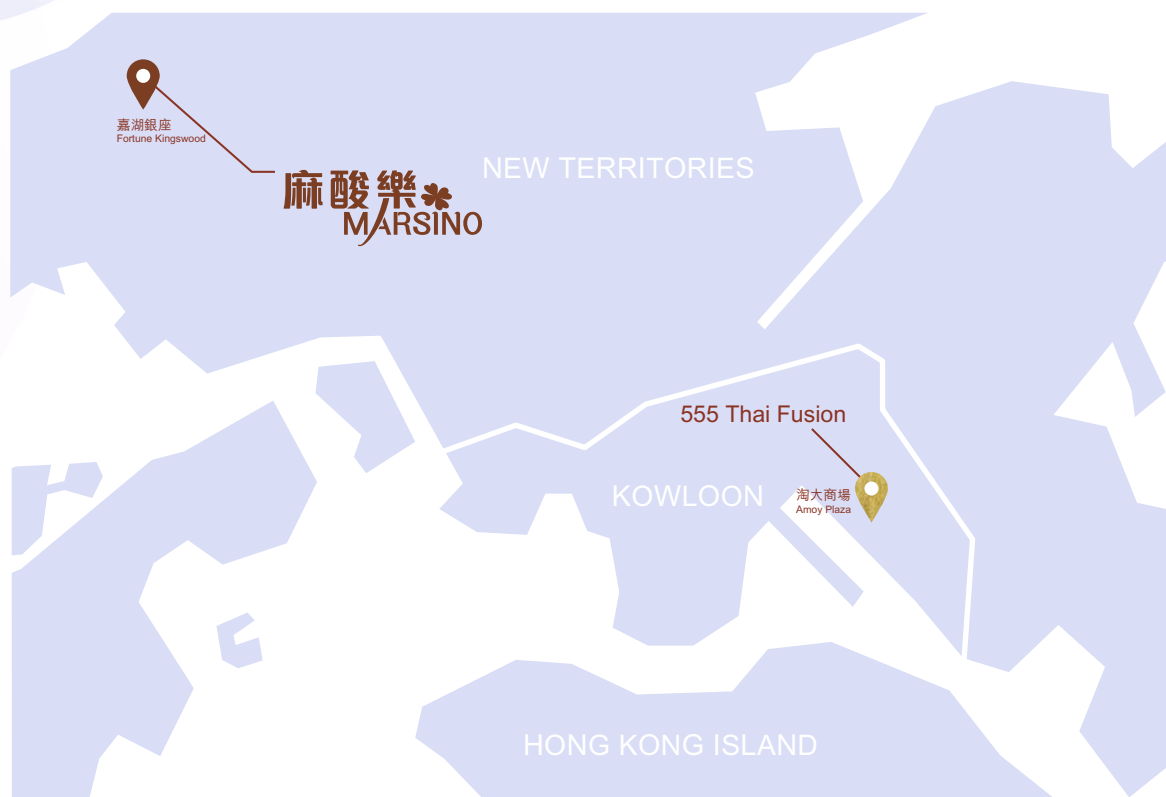 嘉湖銀座
Fortune Kingswood
麻酸樂
MARSINO
NEW TERRITORIES
555 Thai Fusion
KOWLOON
淘大商場
Amoy Plaza
HONG KONG ISLAND